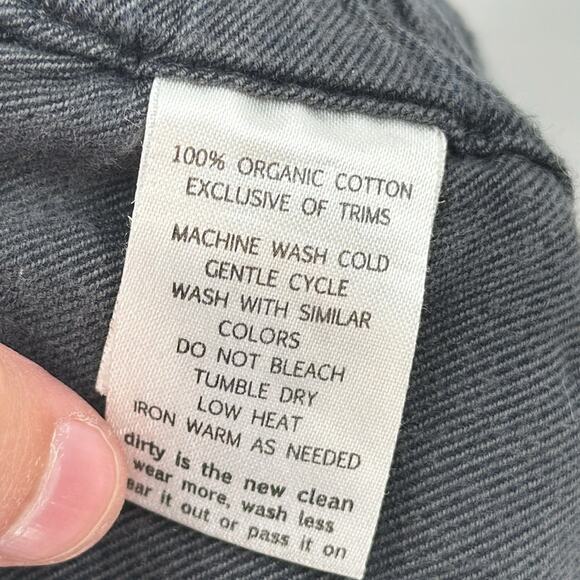 100% ORGANIC COTTON
EXCLUSIVE OF TRIMS
MACHINE WASH COLD
GENTLE CYCLE
WASH WITH SIMILAR
COLORS
DO NOT BLEACH
TUMBLE DRY
LOW HEAT
IRON WARM AS NEEDED
dirty is the new clean
wear more, wash less
ear it out or pass it on